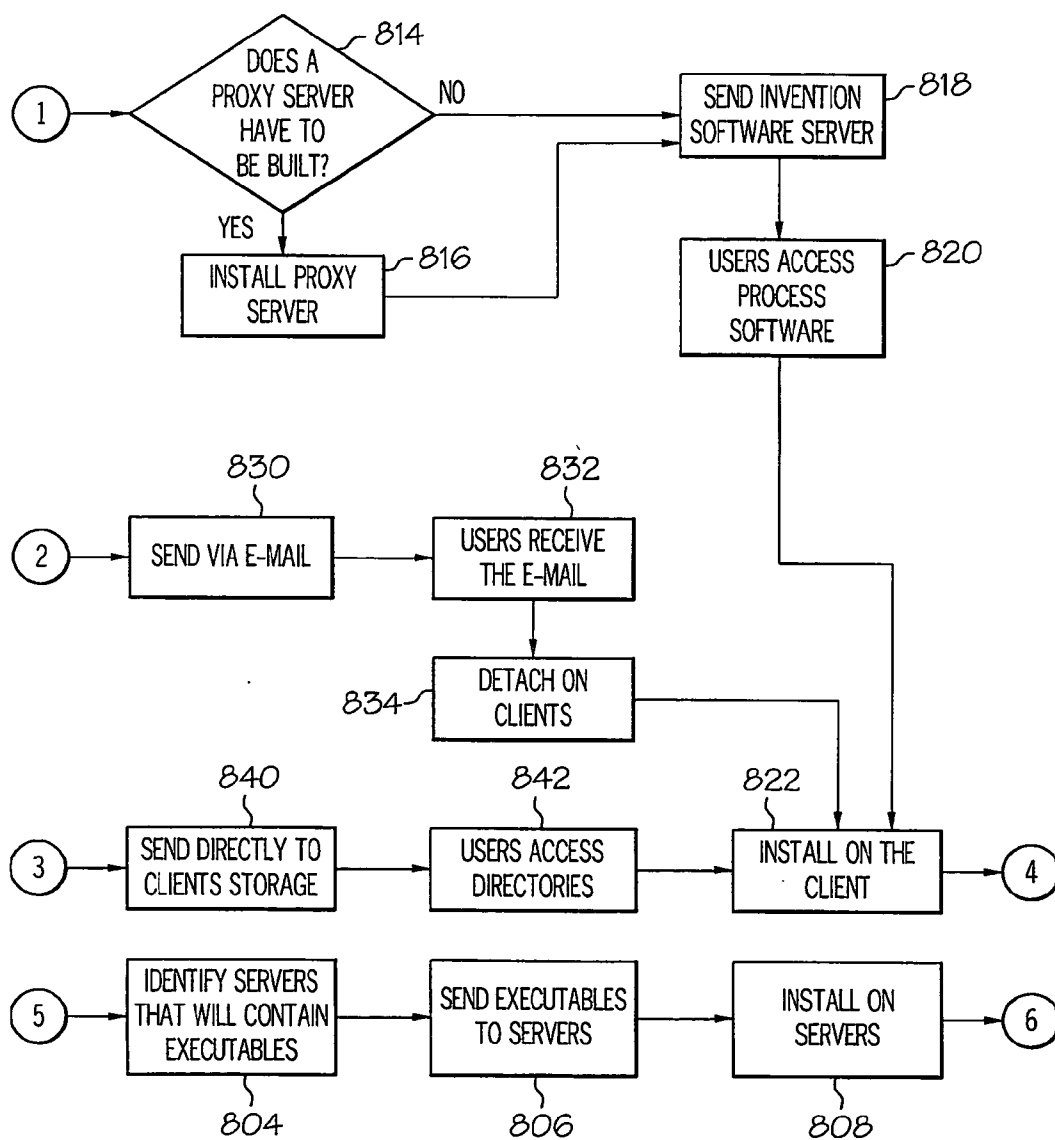 814
DOES A
PROXY SERVER
HAVE TO
BE BUILT?
1
NO
SEND INVENTION
SOFTWARE SERVER
818
YES
INSTALL PROXY
SERVER
816
USERS ACCESS
PROCESS
SOFTWARE
820
830
832
2
SEND VIA E-MAIL
USERS RECEIVE
THE E-MAIL
834
DETACH ON
CLIENTS
840
842
822
3
SEND DIRECTLY TO
CLIENTS STORAGE
USERS ACCESS
DIRECTORIES
INSTALL ON THE
CLIENT
4
5
IDENTIFY SERVERS
THAT WILL CONTAIN
EXECUTABLES
SEND EXECUTABLES
TO SERVERS
INSTALL ON
SERVERS
6
804
806
808